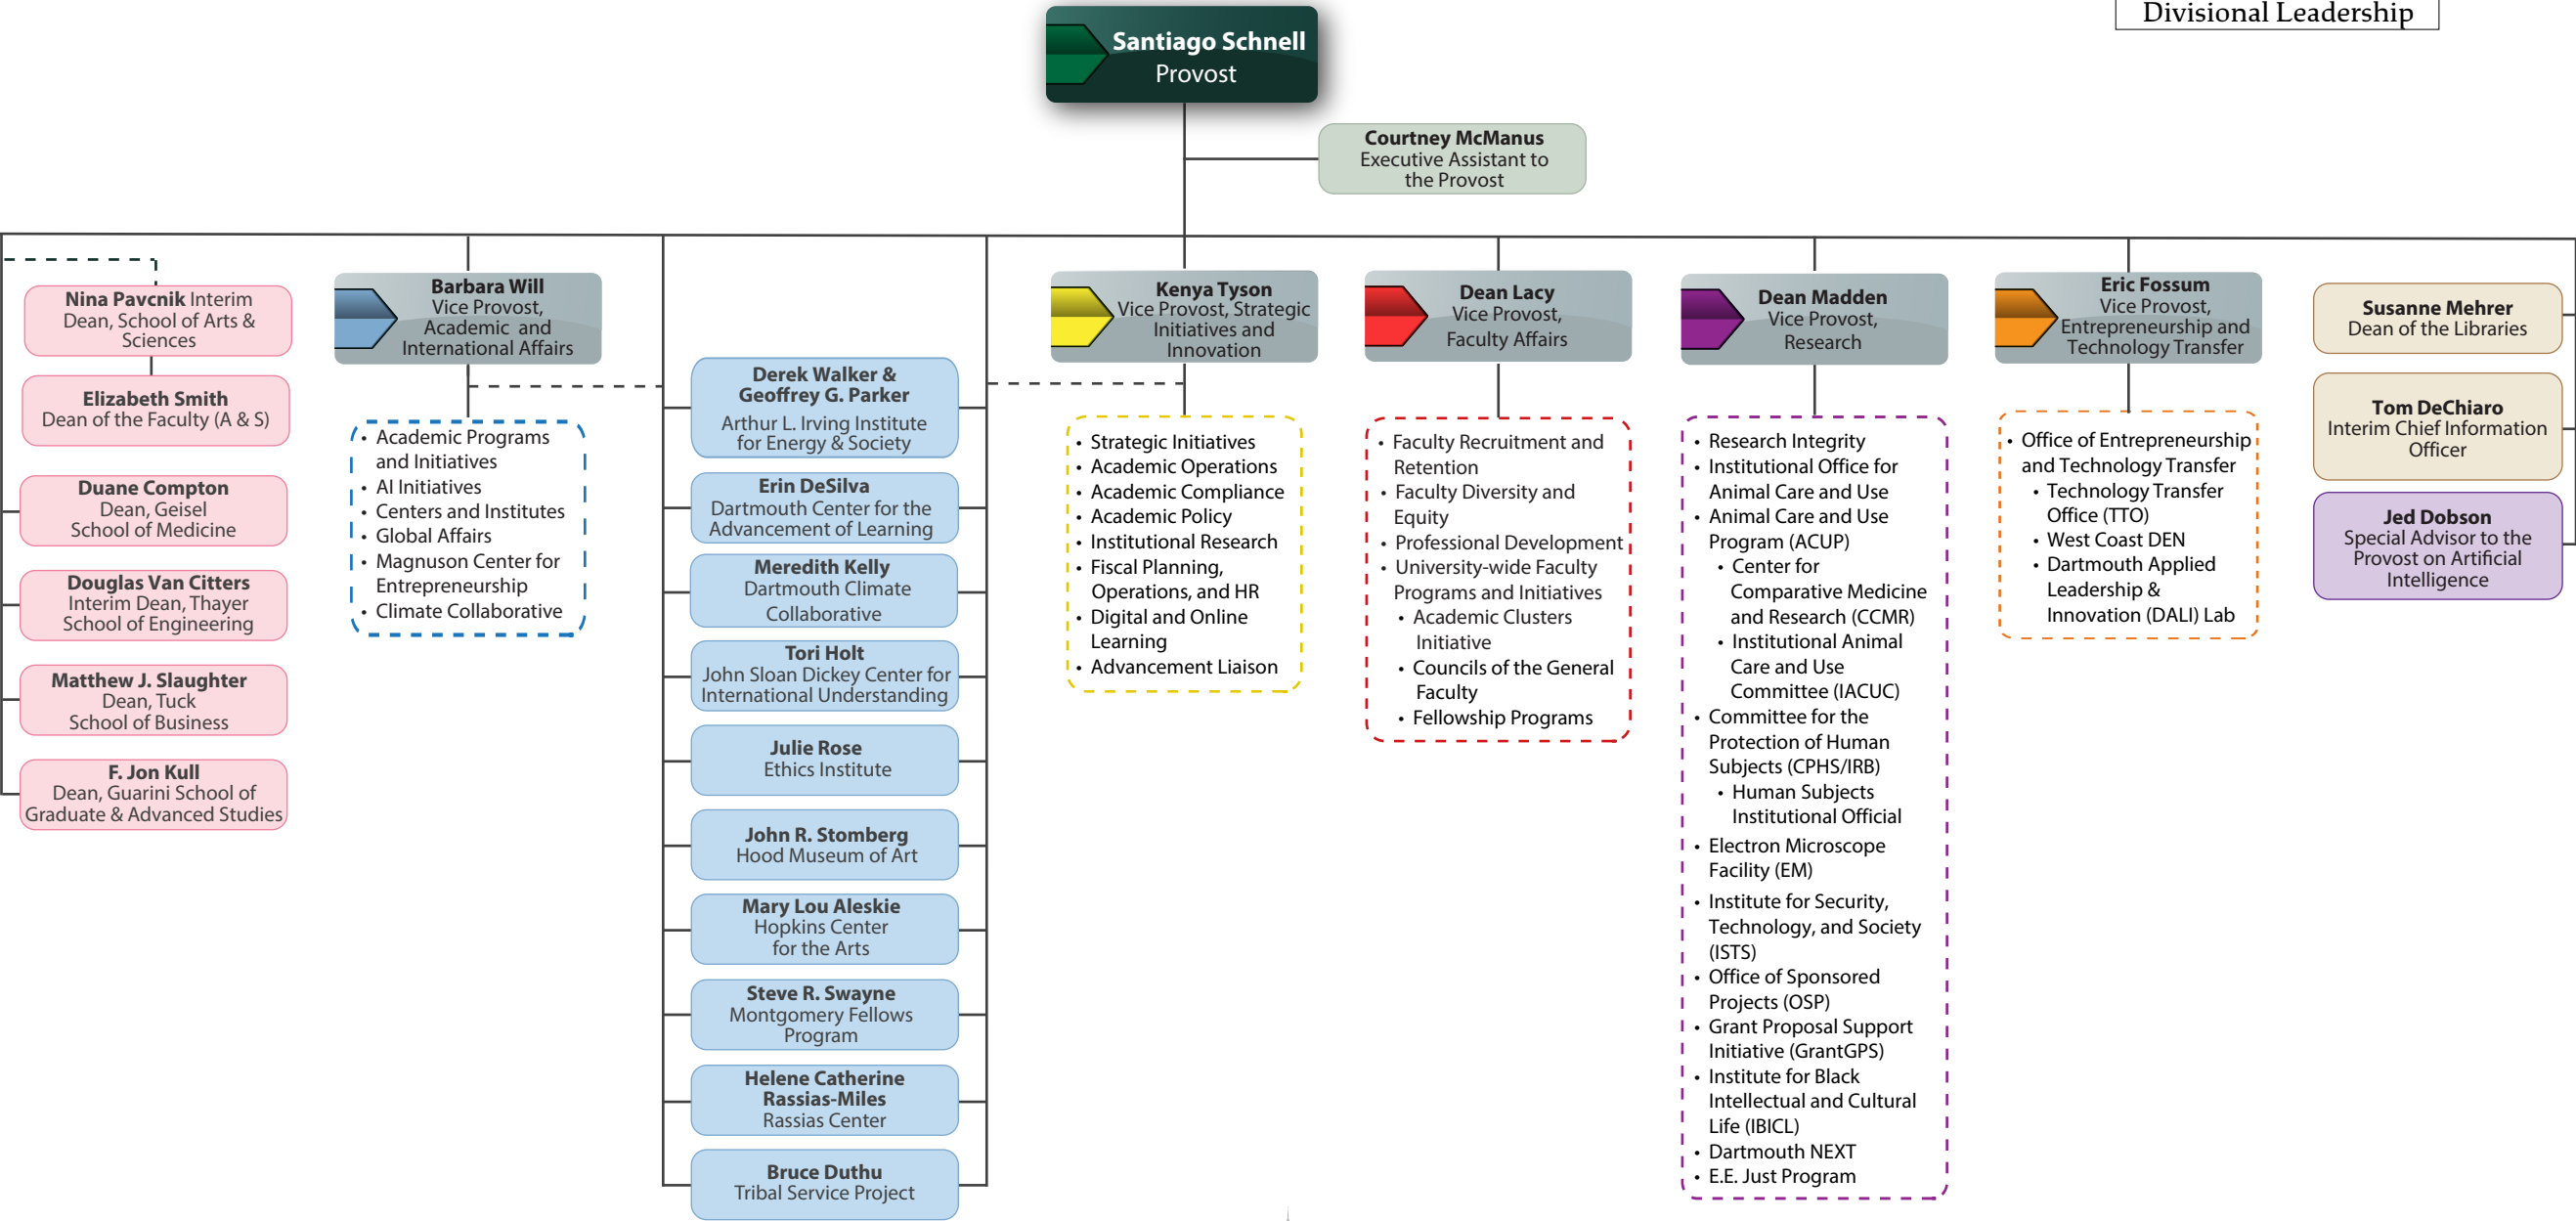 Divisional Leadership
Santiago Schnell
Provost
Courtney McManus
Executive Assistant to
the Provost
Nina Pavcnik Interim
Dean, School of Arts &
Sciences
Elizabeth Smith
Dean of the Faculty (A & S)
Duane Compton
Dean, Geisel
School of Medicine
Douglas Van Citters
Interim Dean, Thayer
School of Engineering
Matthew J. Slaughter
Dean, Tuck
School of Business
F. Jon Kull
Dean, Guarini School of
Graduate & Advanced Studies
Barbara Will
Vice Provost,
Academic and
International Affairs
• Academic Programs
and Initiatives
• AI Initiatives
• Centers and Institutes
• Global Affairs
• Magnuson Center for
Entrepreneurship
• Climate Collaborative
Derek Walker &
Geoffrey G. Parker
Arthur L. Irving Institute
for Energy & Society
Erin DeSilva
Dartmouth Center for the
Advancement of Learning
Meredith Kelly
Dartmouth Climate
Collaborative
Tori Holt
John Sloan Dickey Center for
International Understanding
Julie Rose
Ethics Institute
John R. Stomberg
Hood Museum of Art
Mary Lou Aleskie
Hopkins Center
for the Arts
Steve R. Swayne
Montgomery Fellows
Program
Helene Catherine
Rassias-Miles
Rassias Center
Bruce Duthu
Tribal Service Project
Kenya Tyson
Vice Provost, Strategic
Initiatives and
Innovation
• Strategic Initiatives
• Academic Operations
• Academic Compliance
• Academic Policy
• Institutional Research
• Fiscal Planning,
Operations, and HR
• Digital and Online
Learning
• Advancement Liaison
Dean Lacy
Vice Provost,
Faculty Affairs
• Faculty Recruitment and
Retention
• Faculty Diversity and
Equity
• Professional Development
• University-wide Faculty
Programs and Initiatives
• Academic Clusters
Initiative
• Councils of the General
Faculty
• Fellowship Programs
Dean Madden
Vice Provost,
Research
• Research Integrity
• Institutional Office for
Animal Care and Use
• Animal Care and Use
Program (ACUP)
• Center for
Comparative Medicine
and Research (CCMR)
• Institutional Animal
Care and Use
Committee (IACUC)
• Committee for the
Protection of Human
Subjects (CPHS/IRB)
• Human Subjects
Institutional Official
• Electron Microscope
Facility (EM)
• Institute for Security,
Technology, and Society
(ISTS)
• Office of Sponsored
Projects (OSP)
• Grant Proposal Support
Initiative (GrantGPS)
• Institute for Black
Intellectual and Cultural
Life (IBICL)
• Dartmouth NEXT
• E.E. Just Program
Eric Fossum
Vice Provost,
Entrepreneurship and
Technology Transfer
• Office of Entrepreneurship
and Technology Transfer
• Technology Transfer
Office (TTO)
• West Coast DEN
• Dartmouth Applied
Leadership &
Innovation (DALI) Lab
Susanne Mehrer
Dean of the Libraries
Tom DeChiaro
Interim Chief Information
Officer
Jed Dobson
Special Advisor to the
Provost on Artificial
Intelligence